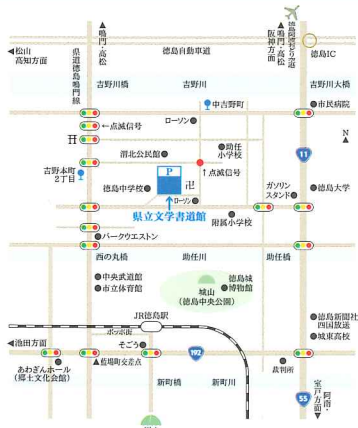 ▲鳴門・高松
▲鳴門・高松
阪神方面
徳島阿波おどり空港
◀松山
高知方面
県道徳島鳴門線
徳島自動車道
徳島IC
吉野川橋
吉野川
吉野川大橋
中吉野町
市民病院
ローソン
←点滅信号
N
渭北公民館
助任
小学校
11
吉野本町
2丁目
P
↑点滅信号
徳島中学校
卍
ガソリン
スタンド
徳島大学
ローソン
県立文学書道館
附属小学校
パークウエストン
西の丸橋
助任川
助任橋
中央武道館
市立体育館
城山
(徳島中央公園)
徳島城
博物館
JR徳島駅
徳島新聞社
四国放送
ポッポ街
◀池田方面
そごう
城東高校
192
あわぎんホール
(郷土文化会館)
▲藍場町交差点
裁判所
新町橋
新町川
55
阿南・
室戸方面▼